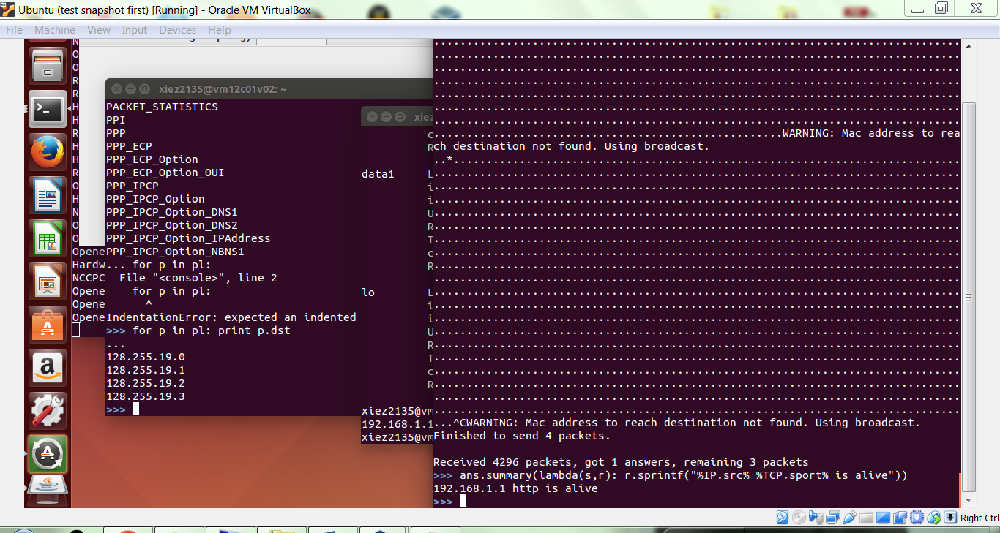 Ubuntu (test snapshot first) [Running] - Oracle VM VirtualBox
File Machine View Input Devices Help
xiez2135@vm12c01v02: ~
PACKET_STATISTICS
PPI
PPP
PPP_ECP
PPP_ECP_Option
PPP_ECP_Option_OUI
PPP_IPCP
PPP_IPCP_Option
PPP_IPCP_Option_DNS1
PPP_IPCP_Option_DNS2
PPP_IPCP_Option_IPAddress
PPP_IPCP_Option_NBNS1
... for p in pl:
File "<console>", line 2
for p in pl:
^
IndentationError: expected an indented
>>> for p in pl: print p.dst
...
128.255.19.0
128.255.19.1
128.255.19.2
128.255.19.3
>>>
Opene
Hardw
NCCPC
Opene
Opene
Opene
xiez
data1
lo
xiez2135@vm
192.168.1.1
xiez2135@vm
WARNING: Mac address to rea
ch destination not found. Using broadcast.
..*
...^CWARNING: Mac address to reach destination not found. Using broadcast.
Finished to send 4 packets.
Received 4296 packets, got 1 answers, remaining 3 packets
>>> ans.summary(lambda(s,r): r.sprintf("%IP.src% %TCP.sport% is alive"))
192.168.1.1 http is alive
>>>
Right Ctrl